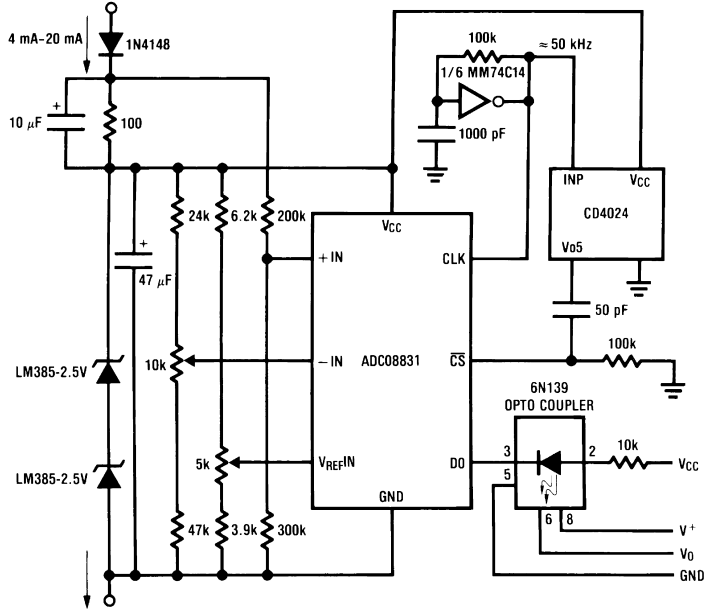 4 mA–20 mA
1N4148
100k
≈ 50 kHz
1/6 MM74C14
+
10 µF
100
1000 pF
INP
VCC
CD4024
VO5
24k
6.2k
200k
VCC
+IN
CLK
+
47 µF
50 pF
10k
−IN
ADC08831
CS
100k
LM385-2.5V
6N139
OPTO COUPLER
5k
VREFIN
DO
3
2
10k
VCC
5
LM385-2.5V
GND
47k
3.9k
300k
6
8
V+
VO
GND